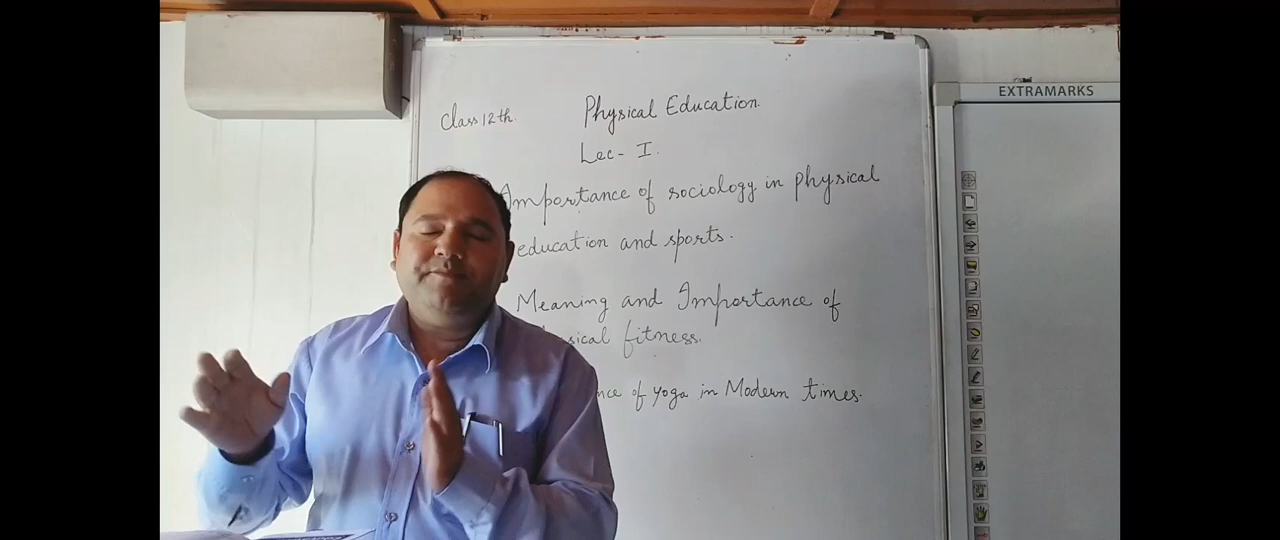 EXTRAMARKS
Class 12th.
Physical Education.
Lec - I.
Importance of sociology in physical
education and sports.
Meaning and Importance of
fitness.
of yoga in Modern times.